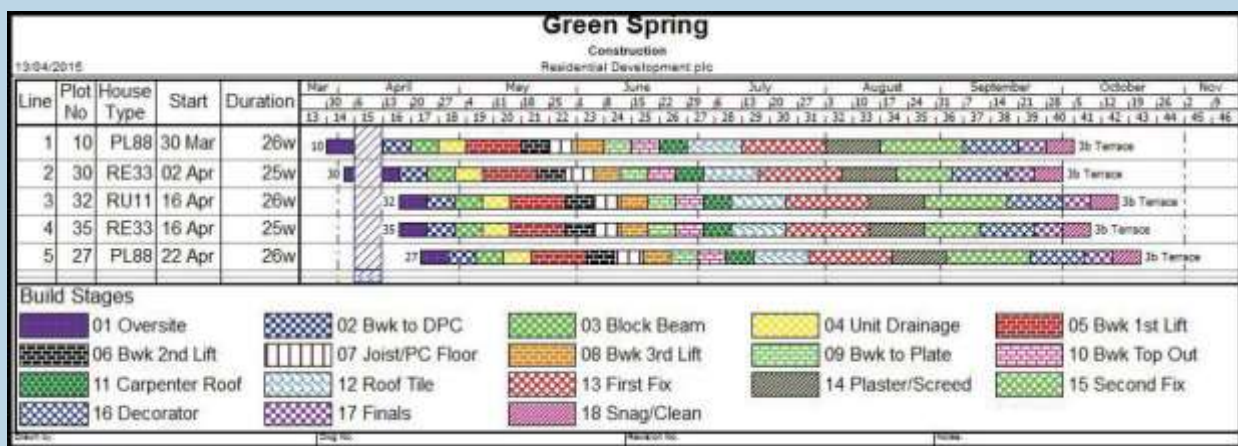 Green Spring
Construction
13/04/2015 Residential Development plc
Line Plot No House Type Start Duration
Mar April May June July August September October Nov
30 6 13 20 27 4 11 18 25 1 8 15 22 29 6 13 20 27 3 10 17 24 31 7 14 21 28 5 12 19 26 2 9
13 14 15 16 17 18 19 20 21 22 23 24 25 26 27 28 29 30 31 32 33 34 35 36 37 38 39 40 41 42 43 44 45 46
1 10 PL88 30 Mar 26w 10 3b Terrace
2 30 RE33 02 Apr 25w 30 3b Terrace
3 32 RU11 16 Apr 26w 32 3b Terrace
4 35 RE33 16 Apr 25w 35 3b Terrace
5 27 PL88 22 Apr 26w 27 3b Terrace
Build Stages
01 Oversite 02 Bwk to DPC 03 Block Beam 04 Unit Drainage 05 Bwk 1st Lift
06 Bwk 2nd Lift 07 Joist/PC Floor 08 Bwk 3rd Lift 09 Bwk to Plate 10 Bwk Top Out
11 Carpenter Roof 12 Roof Tile 13 First Fix 14 Plaster/Screed 15 Second Fix
16 Decorator 17 Finals 18 Snag/Clean
Drawn by: Dwg No. Revision No. Notes: